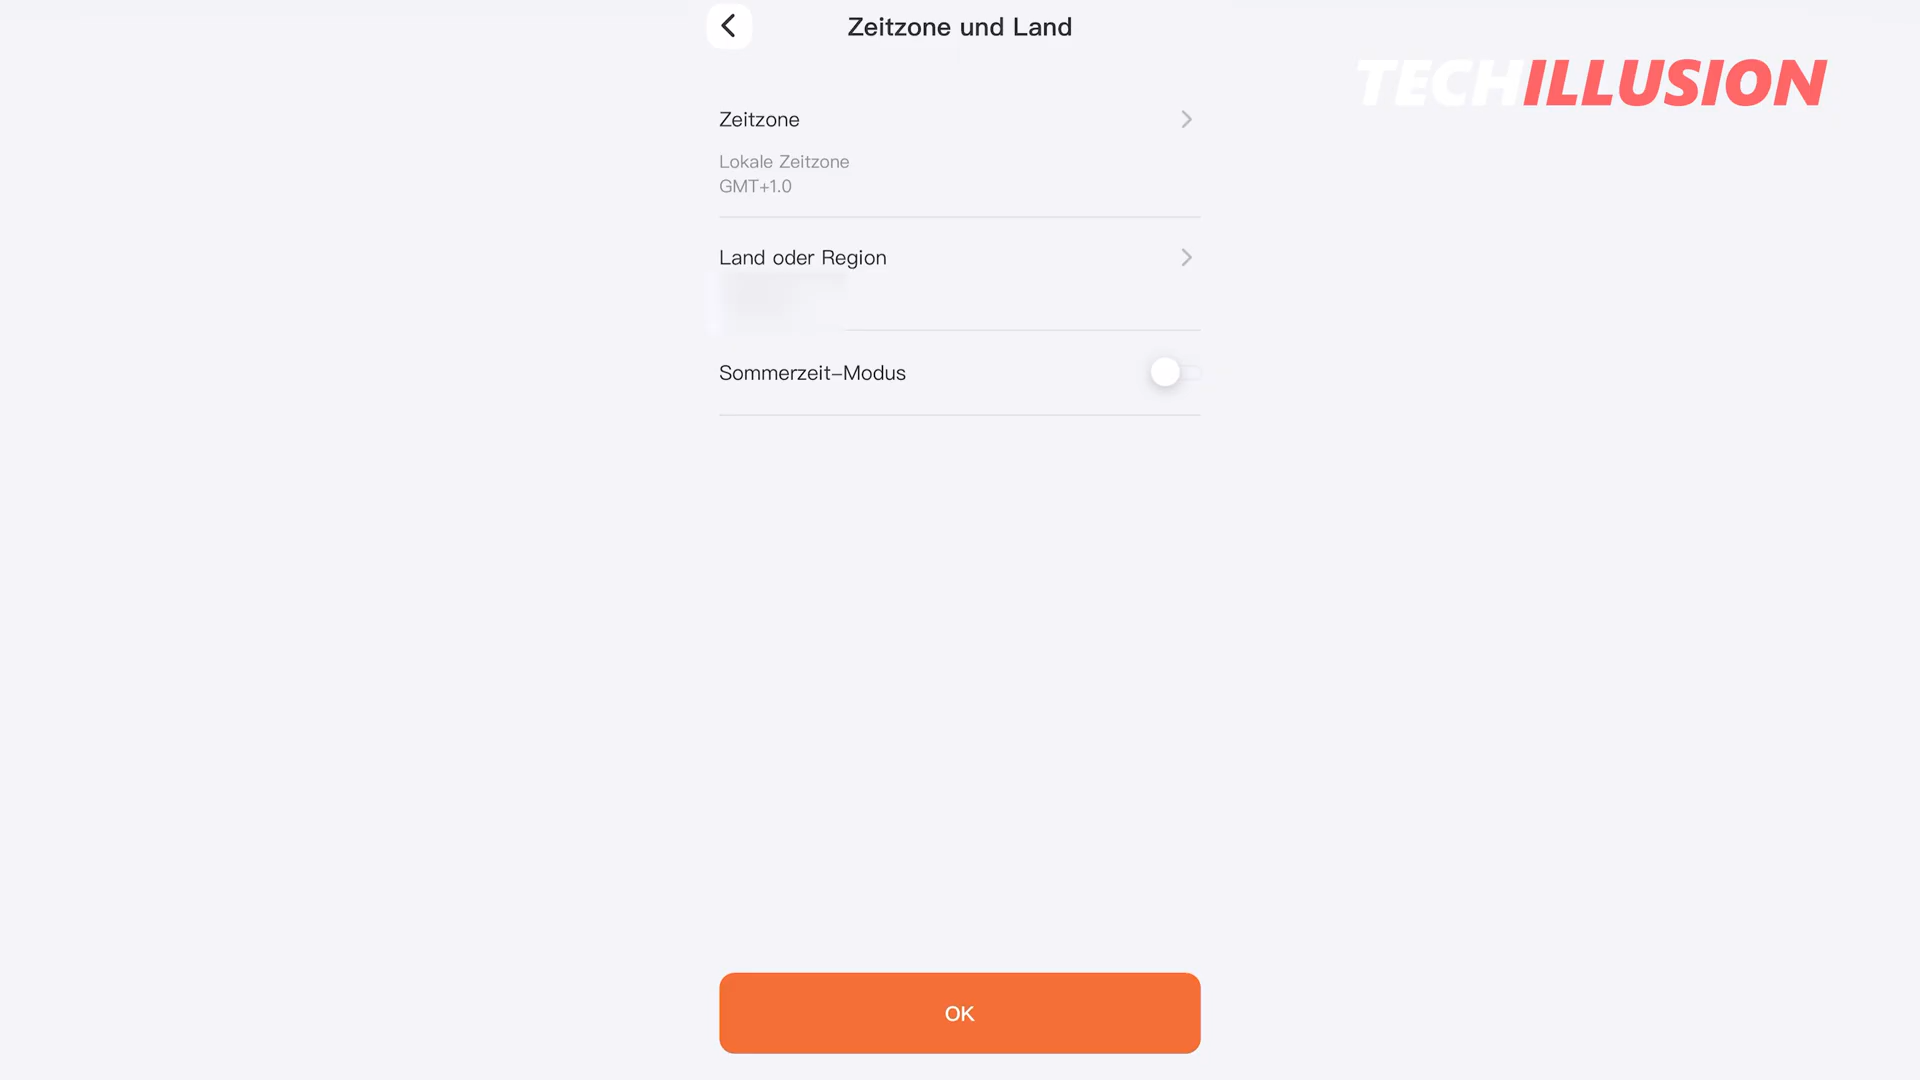 Zeitzone und Land
TECHILLUSION
Zeitzone
Lokale Zeitzone
GMT+1.0
Land oder Region
Sommerzeit-Modus
OK